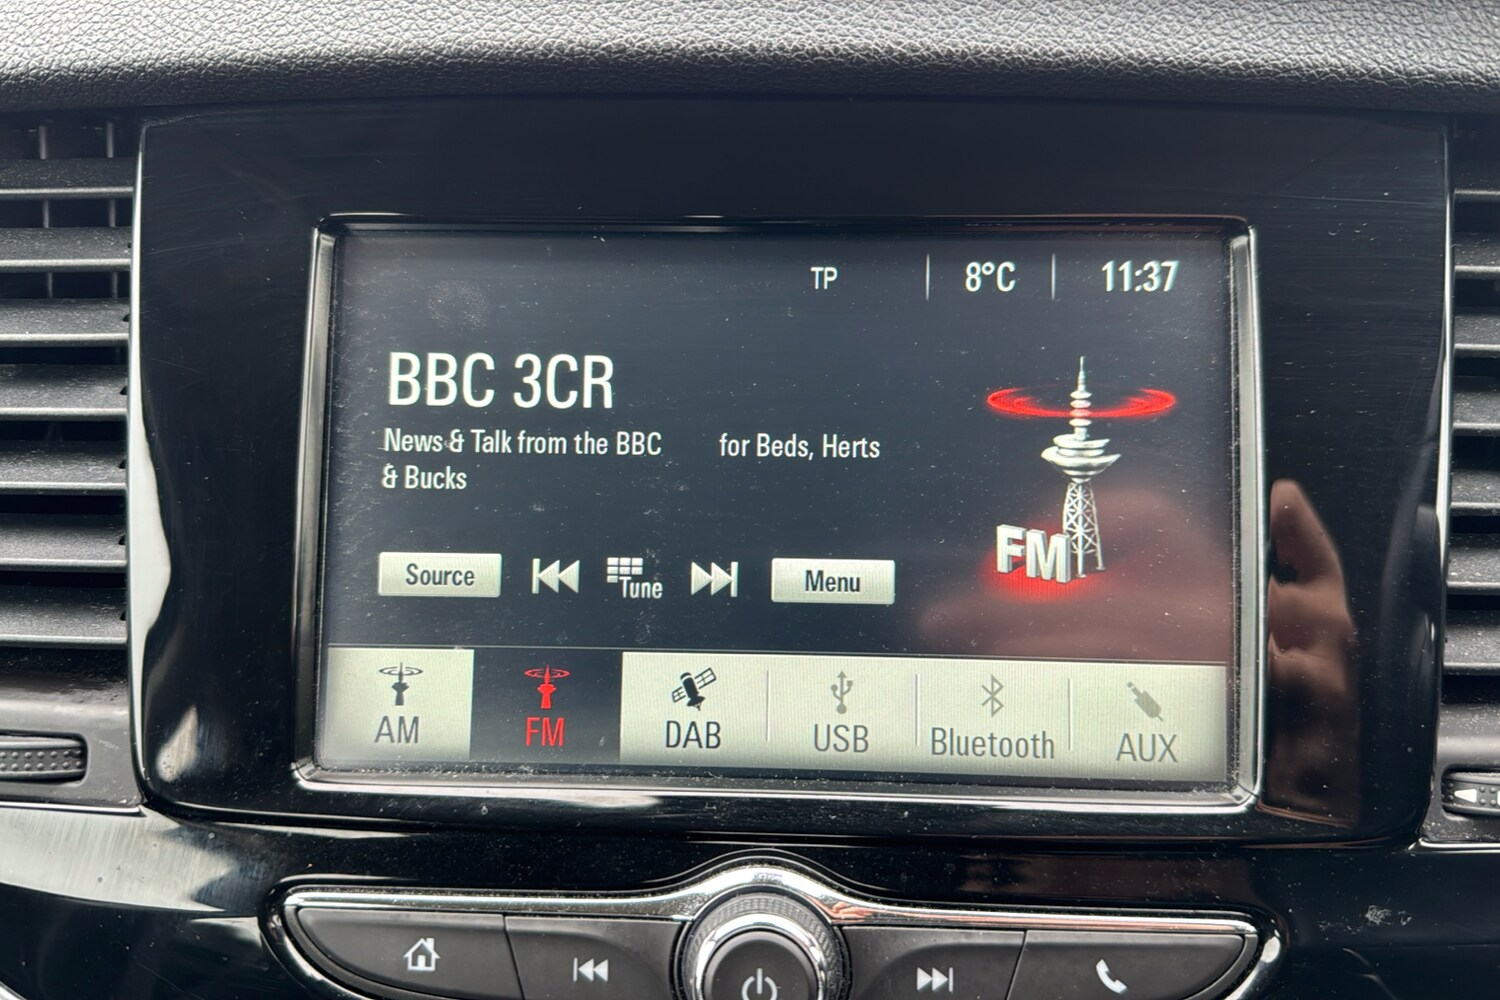 TP 8°C 11:37
BBC 3CR
News & Talk from the BBC for Beds, Herts
& Bucks
FM
Source Tune Menu
AM FM DAB USB Bluetooth AUX